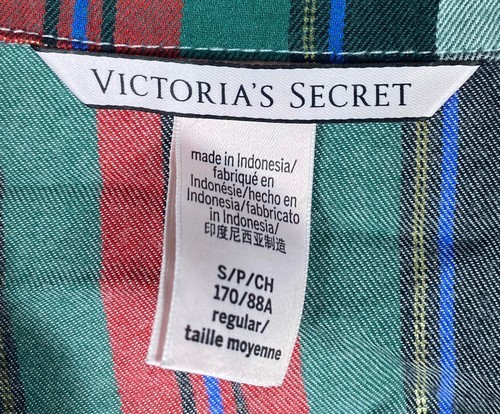 VICTORIA'S SECRET
made in Indonesia/
fabriqué en
Indonésie/hecho en
Indonesia/fabricato
in Indonesia/
印度尼西亚制造
S/P/CH
170/88A
regular/
taille moyenne